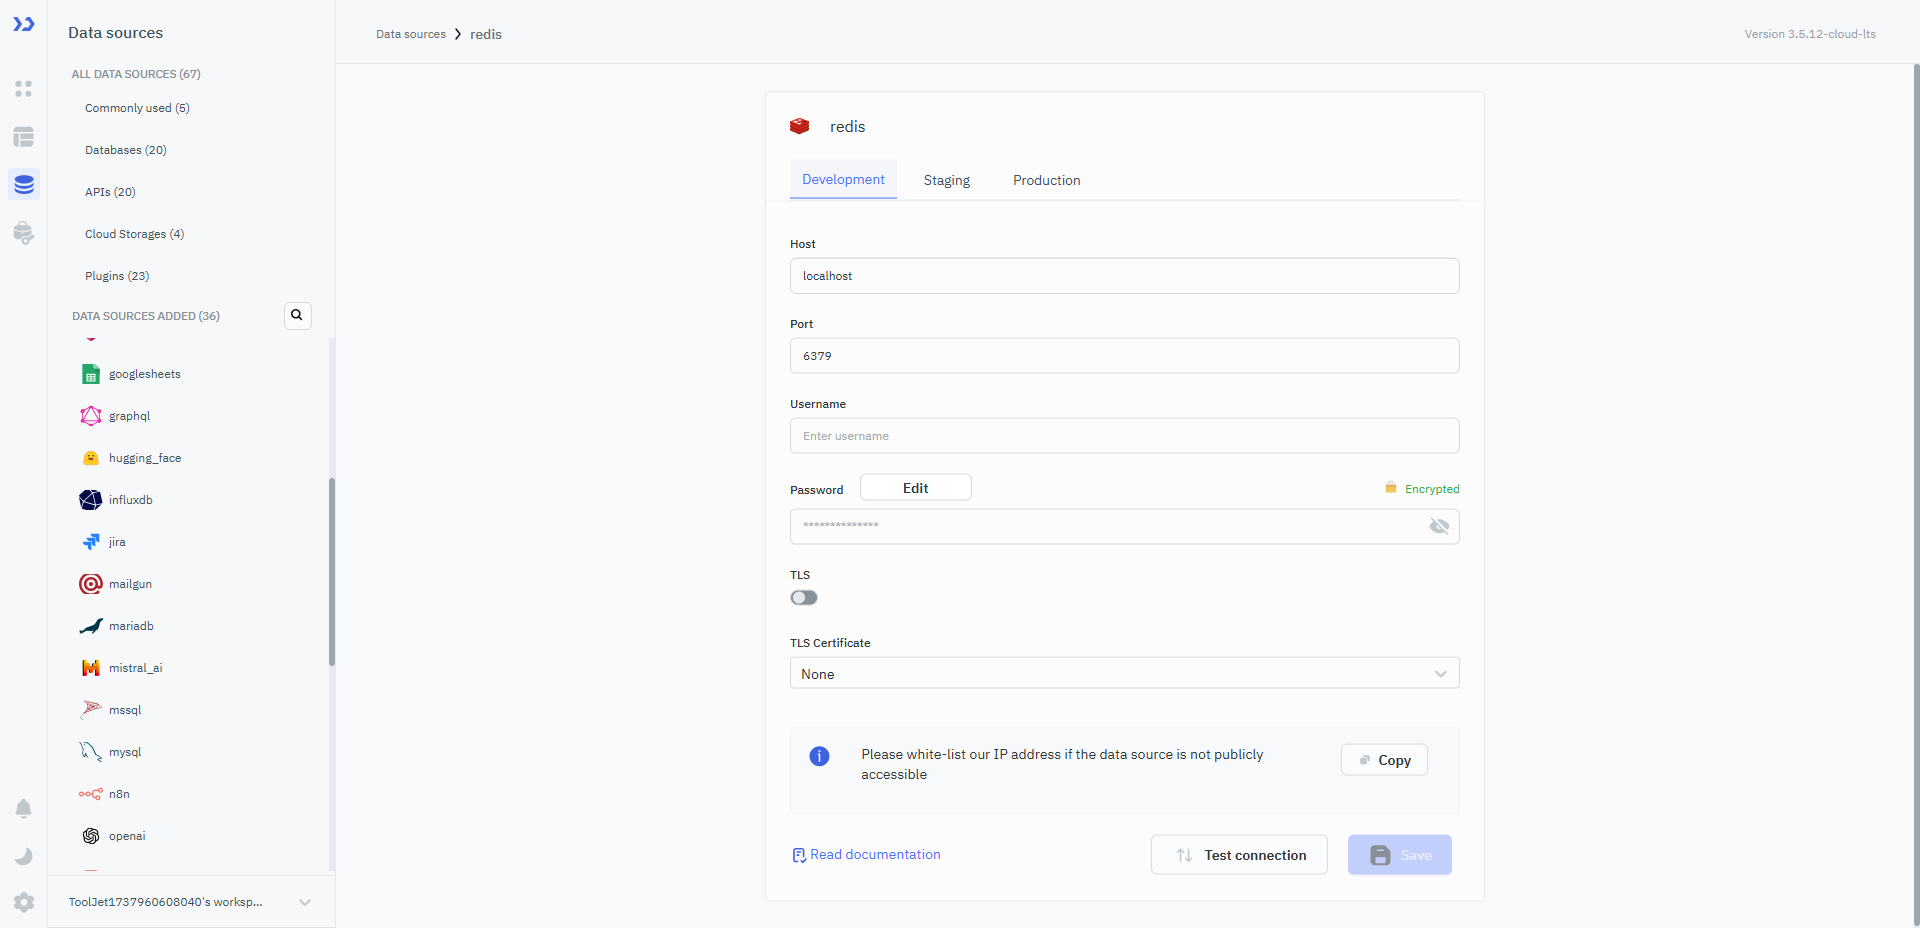 Data sources
ALL DATA SOURCES (67)
Commonly used (5)
Databases (20)
APIs (20)
Cloud Storages (4)
Plugins (23)
DATA SOURCES ADDED (36)
googlesheets
graphql
hugging_face
influxdb
jira
mailgun
mariadb
mistral_ai
mssql
mysql
n8n
openai
ToolJet1737960608040's worksp...
Data sources redis
Version 3.5.12-cloud-lts
redis
Development Staging Production
Host
localhost
Port
6379
Username
Enter username
Password Edit Encrypted
**************
TLS
TLS Certificate
None
Please white-list our IP address if the data source is not publicly
accessible
Copy
Read documentation
Test connection
Save